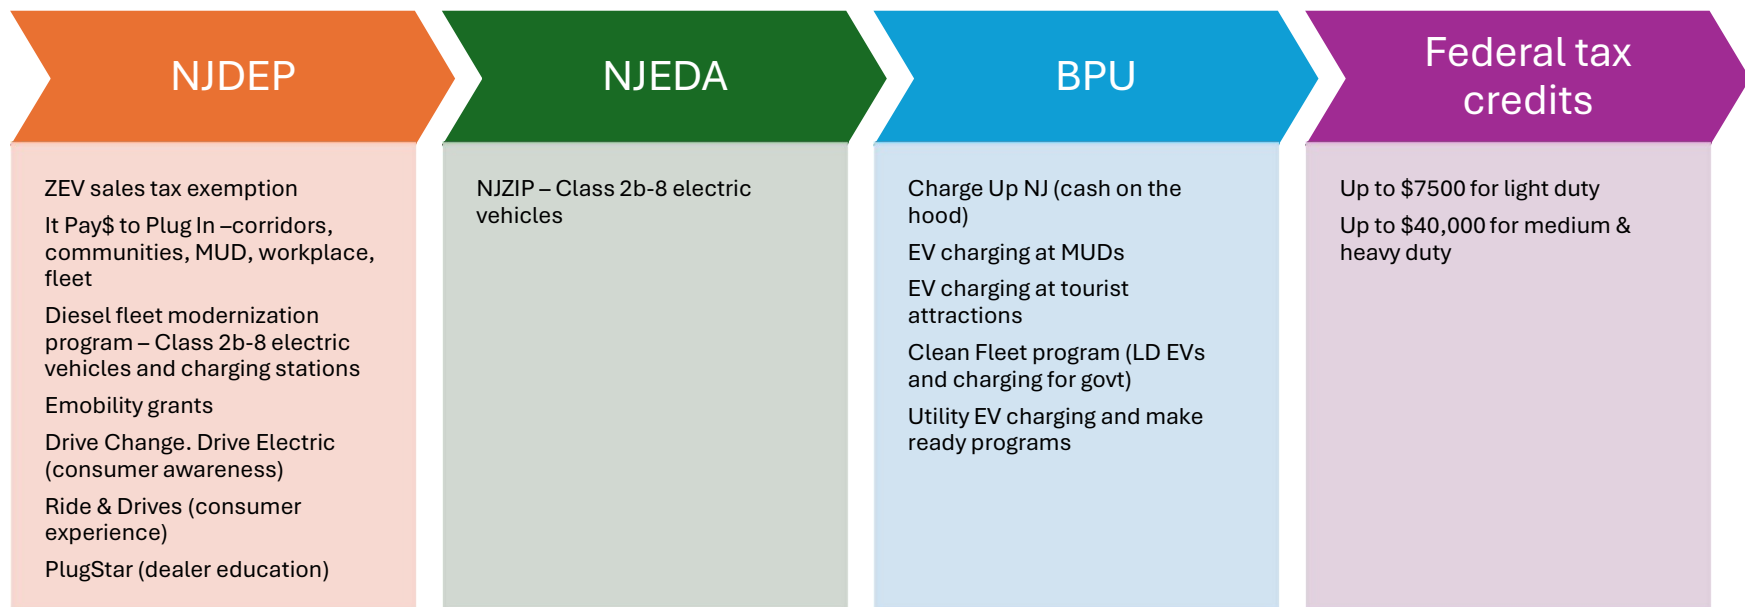 NJDEP
ZEV sales tax exemption
It Pay$ to Plug In –corridors,
communities, MUD, workplace,
fleet
Diesel fleet modernization
program – Class 2b-8 electric
vehicles and charging stations
Emobility grants
Drive Change. Drive Electric
(consumer awareness)
Ride & Drives (consumer
experience)
PlugStar (dealer education)
NJEDA
NJZIP – Class 2b-8 electric
vehicles
BPU
Charge Up NJ (cash on the
hood)
EV charging at MUDs
EV charging at tourist
attractions
Clean Fleet program (LD EVs
and charging for govt)
Utility EV charging and make
ready programs
Federal tax
credits
Up to $7500 for light duty
Up to $40,000 for medium &
heavy duty